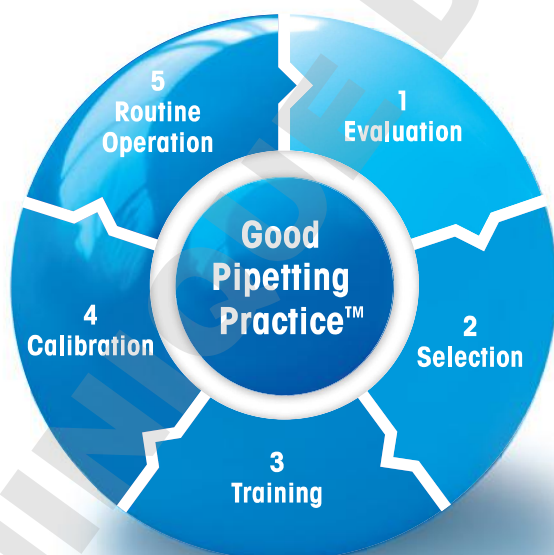 Good
Pipetting
Practice™
1
Evaluation
2
Selection
3
Training
4
Calibration
5
Routine
Operation